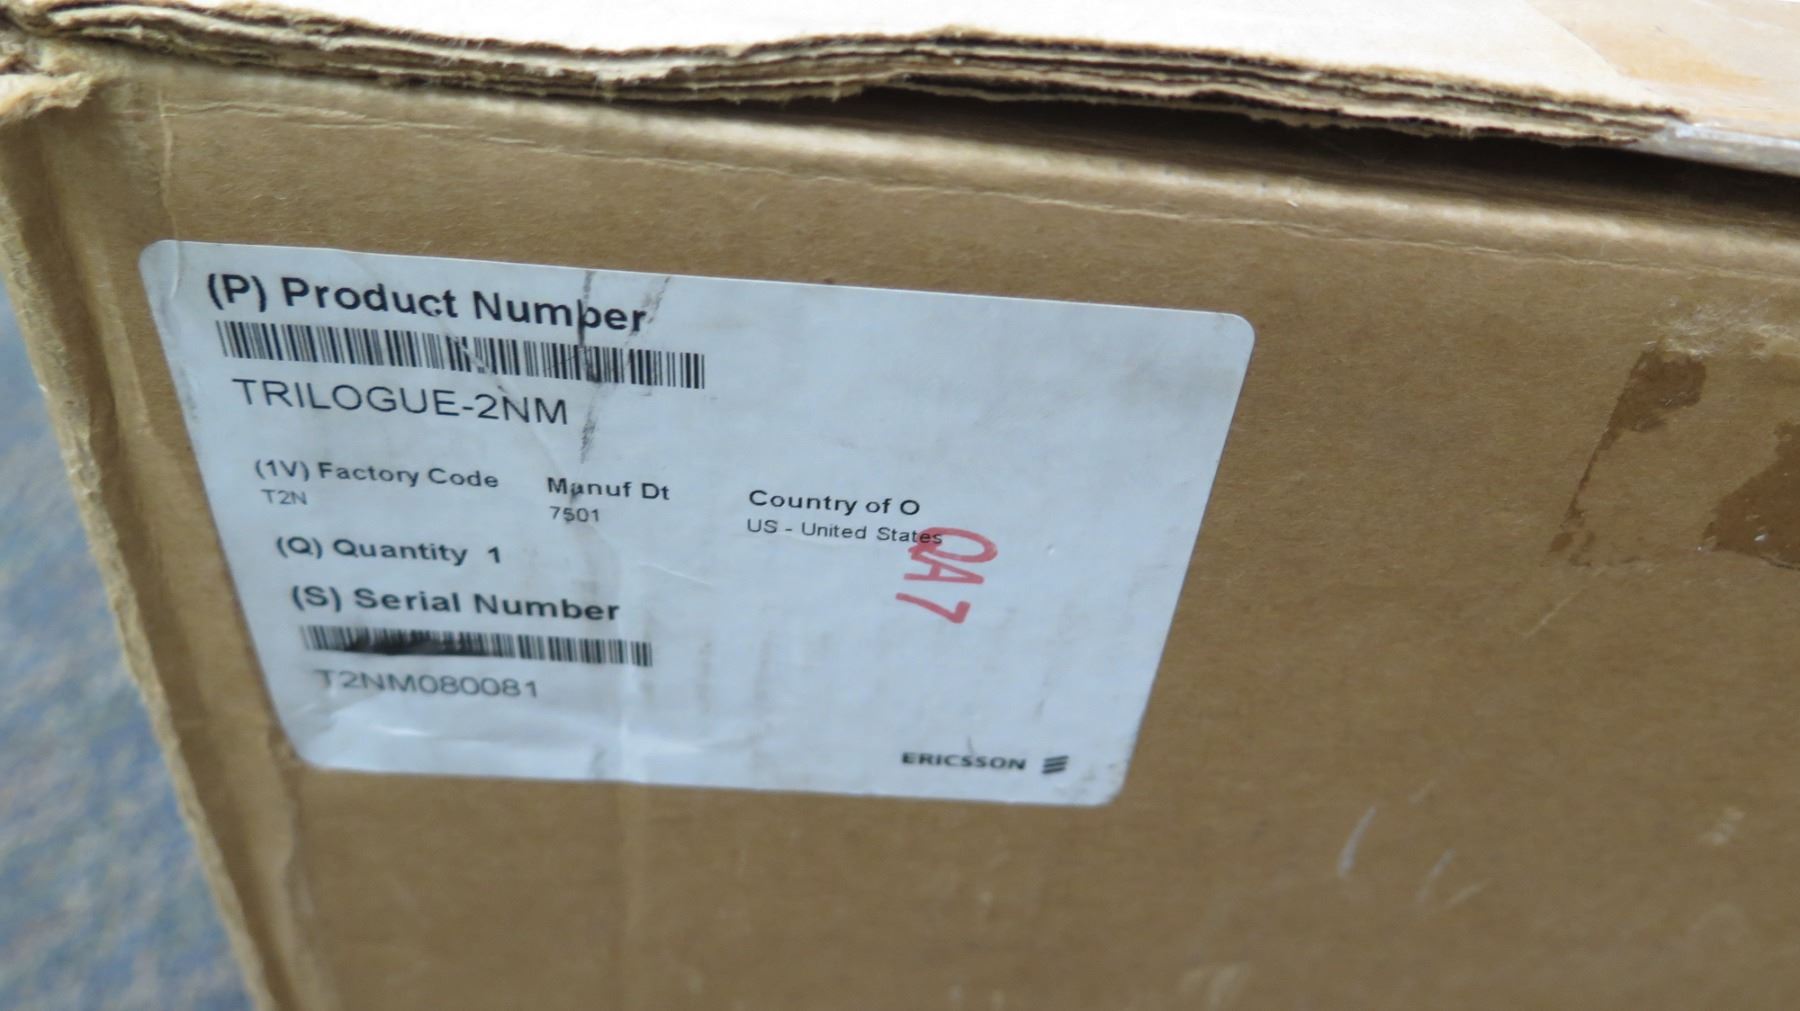 (P) Product Number
TRILOGUE-2NM
(1V) Factory Code
T2N
Manuf Dt
7501
Country of O
US - United States
(Q) Quantity 1
QA7
(S) Serial Number
T2NM080081
ERICSSON